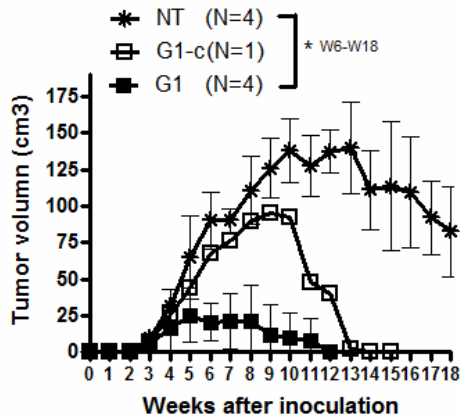 NT (N=4)
G1-c(N=1)
G1 (N=4)
* W6-W18
Tumor volumn (cm3)
175
150
125
100
75
50
25
0
0 1 2 3 4 5 6 7 8 9 10 11 12 13 14 15 16 17 18
Weeks after inoculation